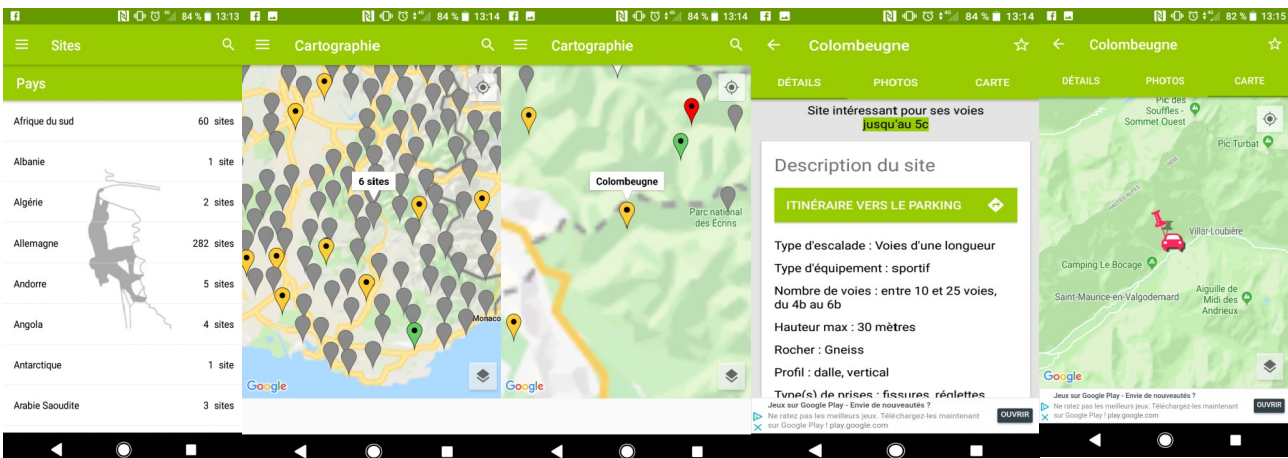 84 % 13:13
Sites
Pays
Afrique du sud 60 sites
Albanie 1 site
Algérie 2 sites
Allemagne 282 sites
Andorre 5 sites
Angola 4 sites
Antarctique 1 site
Arabie Saoudite 3 sites
84 % 13:14
Cartographie
6 sites
Monaco
Google
84 % 13:14
Cartographie
Colombeugne
Parc national
des Écrins
Google
84 % 13:14
Colombeugne
DÉTAILS PHOTOS CARTE
Site intéressant pour ses voies
jusqu'au 5c
Description du site
ITINÉRAIRE VERS LE PARKING
Type d'escalade : Voies d'une longueur
Type d'équipement : sportif
Nombre de voies : entre 10 et 25 voies,
du 4b au 6b
Hauteur max : 30 mètres
Rocher : Gneiss
Profil : dalle, vertical
Type(s) de prises : fissures, réglettes
Jeux sur Google Play - Envie de nouveautés ?
Ne ratez pas les meilleurs jeux. Téléchargez-les maintenant
sur Google Play ! play.google.com
OUVRIR
82 % 13:15
Colombeugne
DÉTAILS PHOTOS CARTE
Pic des
Souffles -
Sommet Ouest
Pic Turbat
HAUTES-ALPES
ISÈRE
Villar-Loubière
Camping Le Bocage
Saint-Maurice-en-Valgodemard
Aiguille de
Midi des
Andrieux
Google
Jeux sur Google Play - Envie de nouveautés ?
Ne ratez pas les meilleurs jeux. Téléchargez-les maintenant
sur Google Play ! play.google.com
OUVRIR